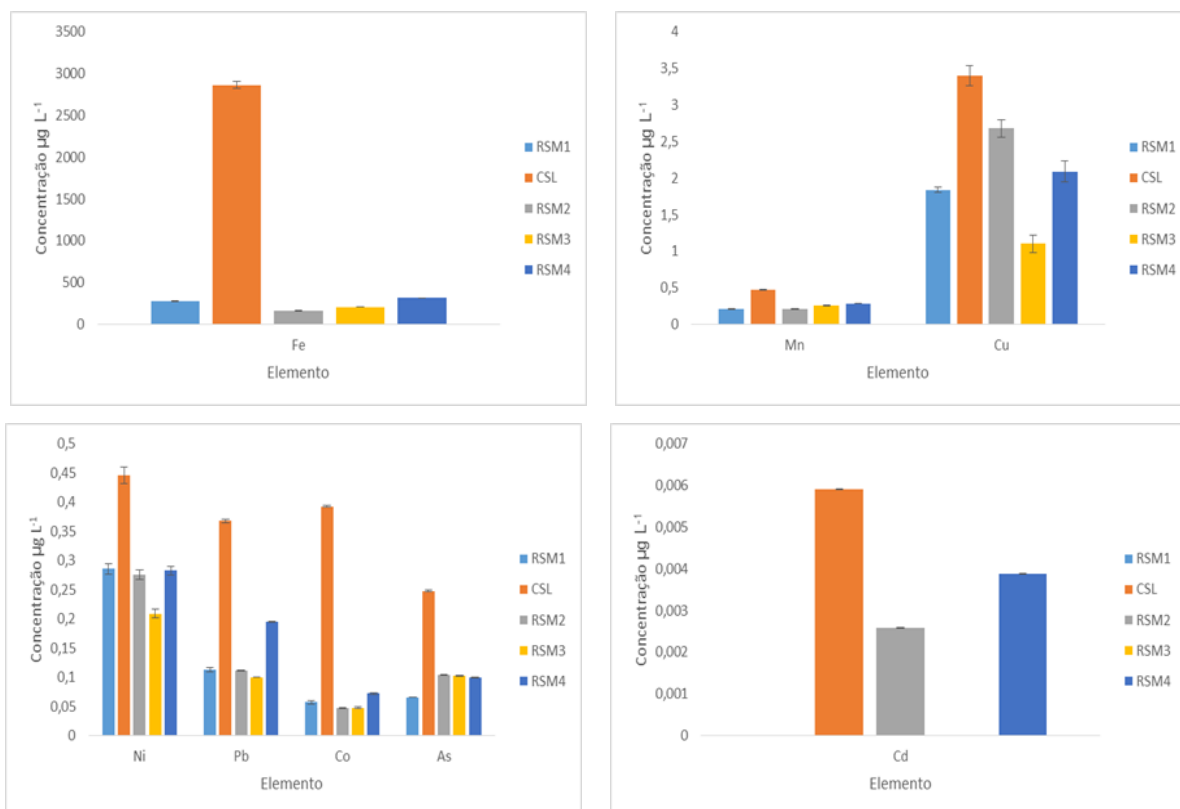 3500
3000
2500
2000
1500
1000
500
0
Concentração µg L⁻¹
Fe
Elemento
RSM1
CSL
RSM2
RSM3
RSM4
4
3,5
3
2,5
2
1,5
1
0,5
0
Concentração µg L⁻¹
Mn Cu
Elemento
RSM1
CSL
RSM2
RSM3
RSM4
0,5
0,45
0,4
0,35
0,3
0,25
0,2
0,15
0,1
0,05
0
Concentração µg L⁻¹
Ni Pb Co As
Elemento
RSM1
CSL
RSM2
RSM3
RSM4
0,007
0,006
0,005
0,004
0,003
0,002
0,001
0
Concentração µg L⁻¹
Cd
Elemento
RSM1
CSL
RSM2
RSM3
RSM4